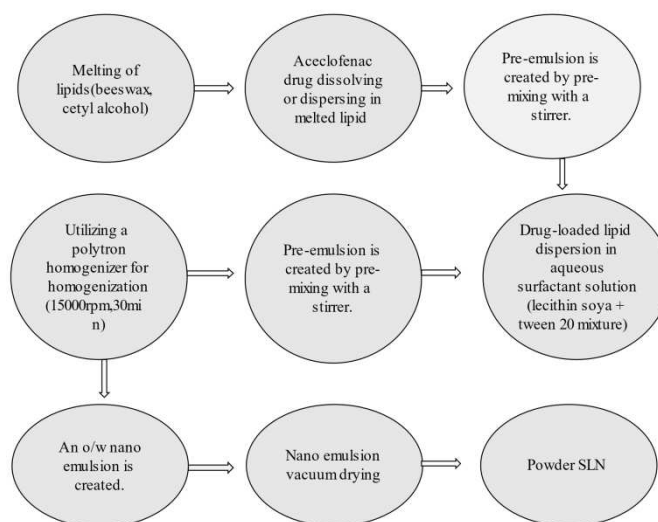 Melting of
lipids(beeswax,
cetyl alcohol)
Aceclofenac
drug dissolving
or dispersing in
melted lipid
Pre-emulsion is
created by pre-
mixing with a
stirrer.
Utilizing a
polytron
homogenizer for
homogenization
(15000rpm,30mi
n)
Pre-emulsion is
created by pre-
mixing with a
stirrer.
Drug-loaded lipid
dispersion in
aqueous
surfactant solution
(lecithin soya +
tween 20 mixture)
An o/w nano
emulsion is
created.
Nano emulsion
vacuum drying
Powder SLN